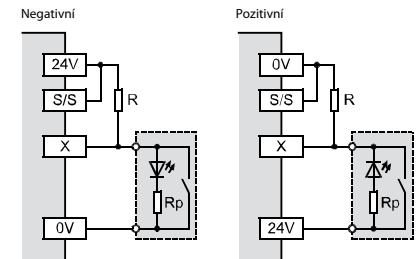 Negativní
Pozitivní
24V
S/S
R
X
Rp
0V
0V
S/S
R
X
Rp
24V